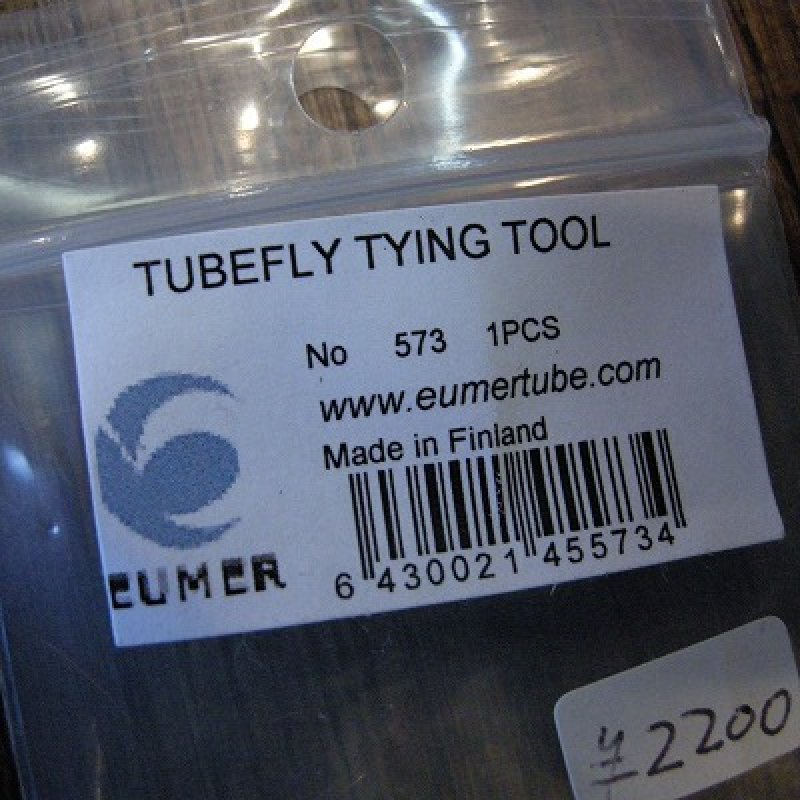 TUBEFLY TYING TOOL
No 573 1PCS
www.eumertube.com
Made in Finland
EUMER
6 430021 455734
¥2200